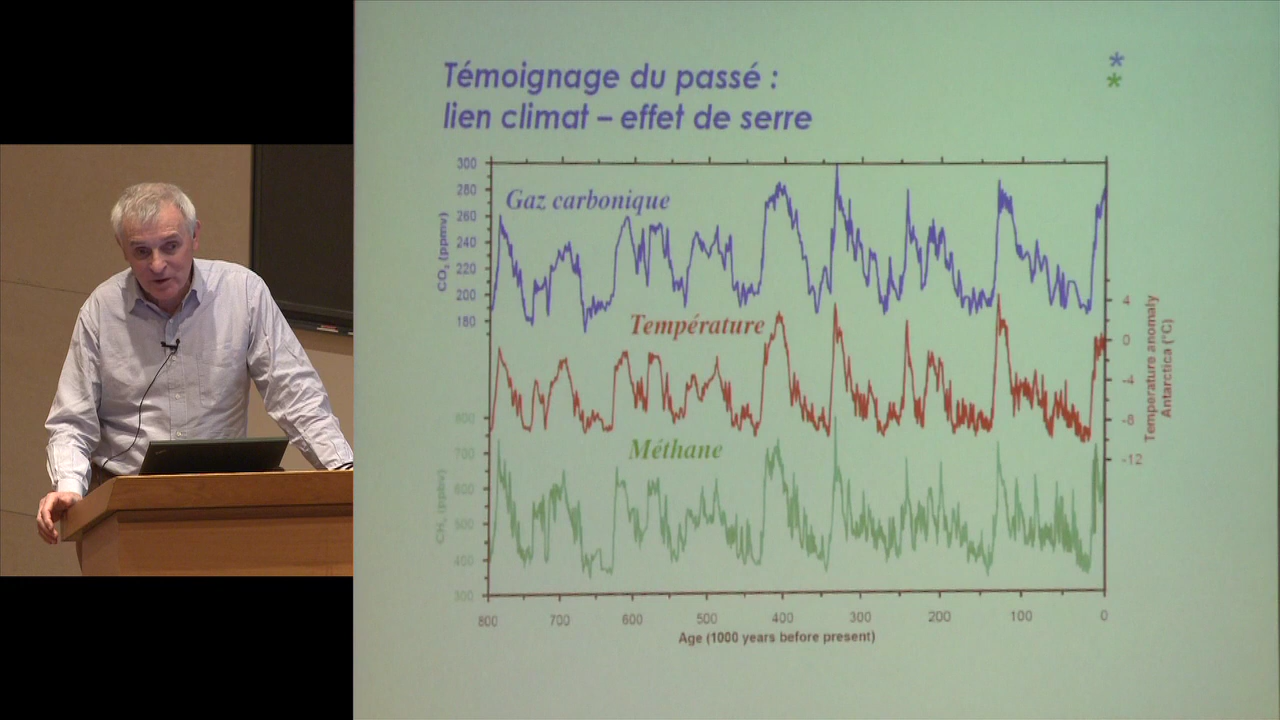 Témoignage du passé :
lien climat – effet de serre
*
*
300
280
260
240
220
200
180
CO₂ (ppmv)
Gaz carbonique
Température
4
0
-4
-8
-12
Temperature anomaly
Antarctica (°C)
Méthane
800
700
600
500
400
300
CH₄ (ppbv)
800 700 600 500 400 300 200 100 0
Age (1000 years before present)